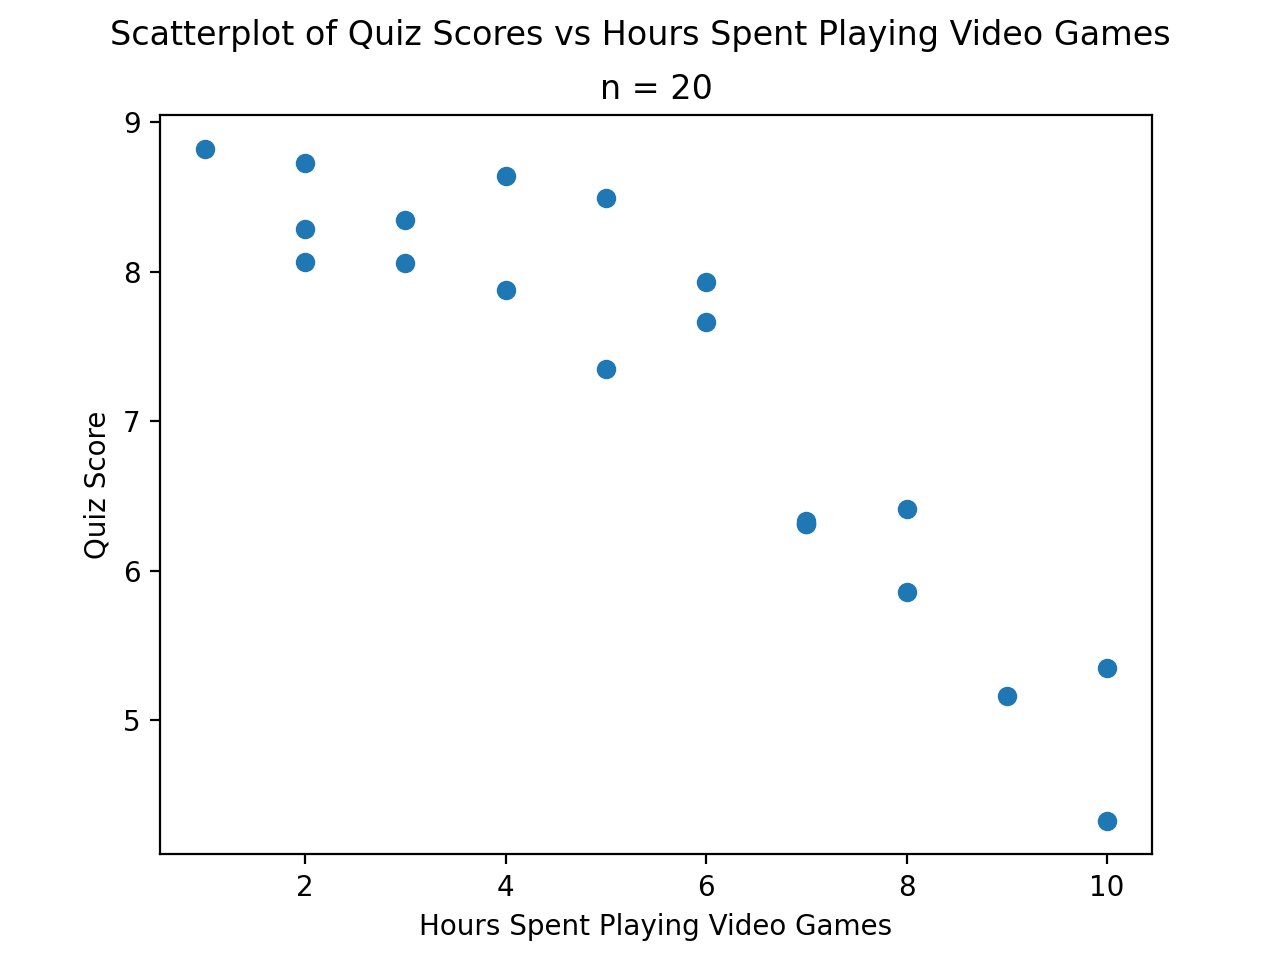 Scatterplot of Quiz Scores vs Hours Spent Playing Video Games
n = 20
9
8
7
6
5
Quiz Score
2 4 6 8 10
Hours Spent Playing Video Games